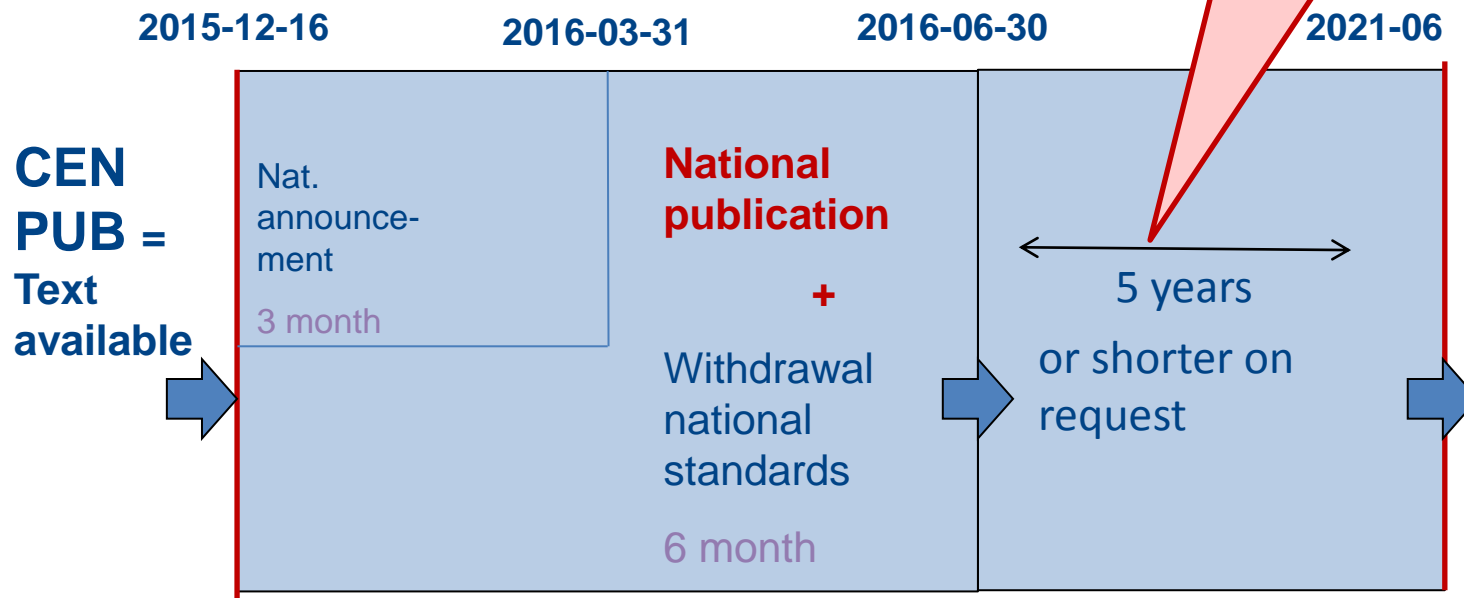 2015-12-16
2016-03-31
2016-06-30
2021-06
CEN
PUB =
Text
available
Nat.
announce-
ment
3 month
National
publication
+
Withdrawal
national
standards
6 month
5 years
or shorter on
request